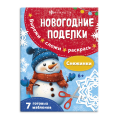 НОВОГОДНИЕ
ПОДЕЛКИ
вырежи
сложи
раскрась
Снежинки
7 готовых
шаблонов